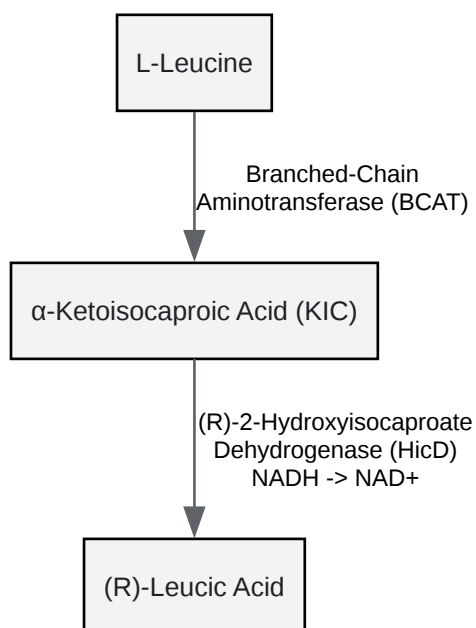 L-Leucine
Branched-Chain
Aminotransferase (BCAT)
α-Ketoisocaproic Acid (KIC)
(R)-2-Hydroxyisocaproate
Dehydrogenase (HicD)
NADH -> NAD+
(R)-Leucic Acid